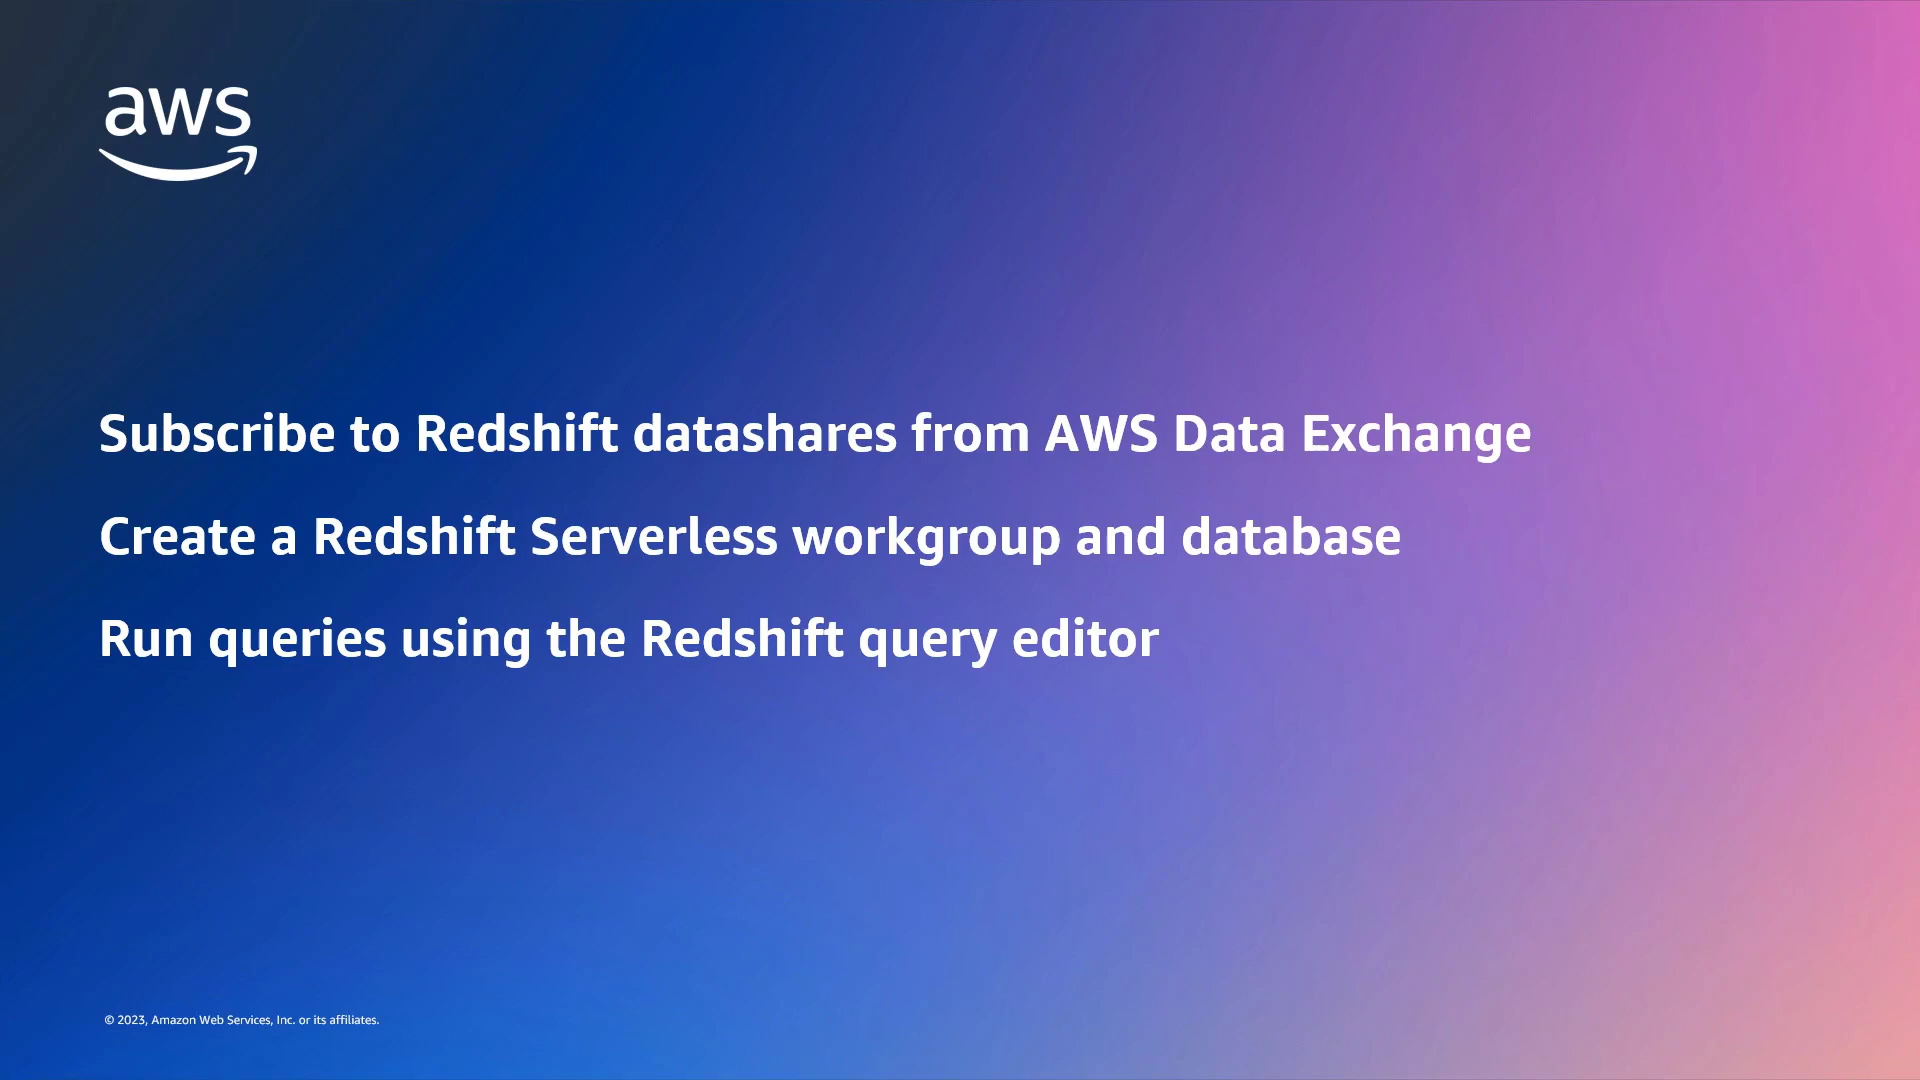 aws
Subscribe to Redshift datashares from AWS Data Exchange
Create a Redshift Serverless workgroup and database
Run queries using the Redshift query editor
© 2023, Amazon Web Services, Inc. or its affiliates.